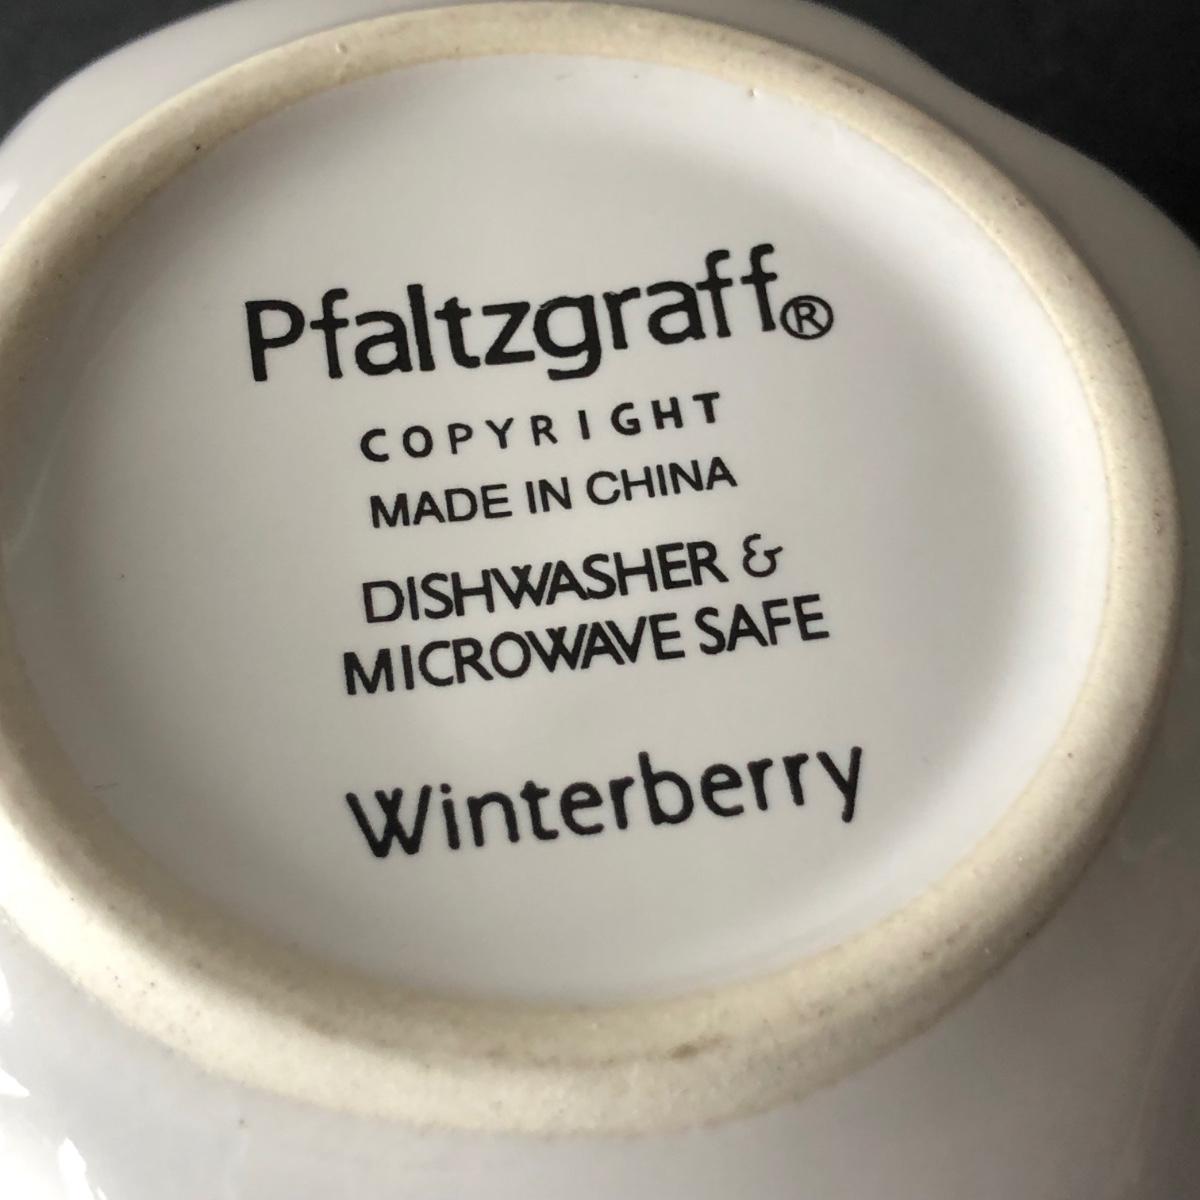 Pfaltzgraff®
COPYRIGHT
MADE IN CHINA
DISHWASHER &
MICROWAVE SAFE
Winterberry